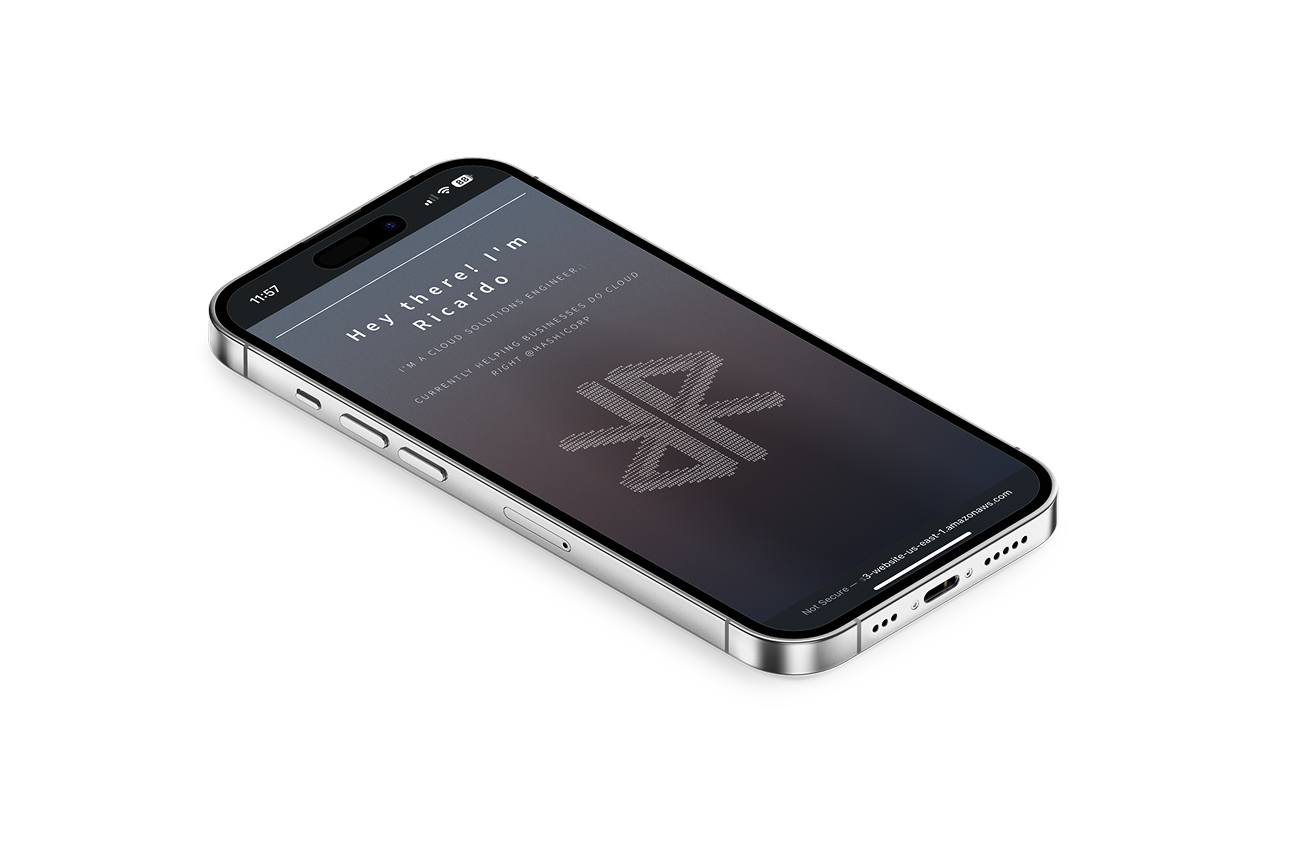 11:57
88
Hey there! I'm
Ricardo
I'M A CLOUD SOLUTIONS ENGINEER.
CURRENTLY HELPING BUSINESSES DO CLOUD
RIGHT @HASHICORP
Not Secure — s3-website-us-east-1.amazonaws.com